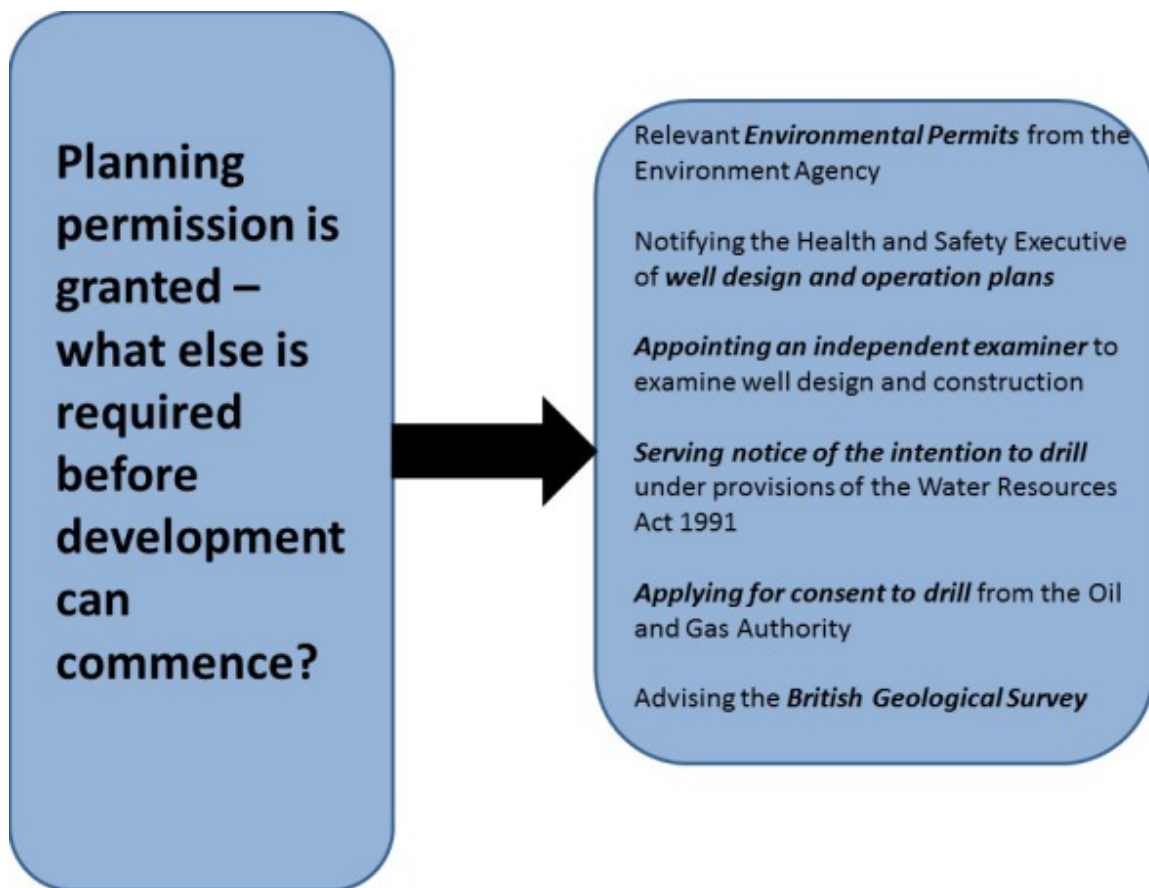 Planning
permission is
granted –
what else is
required
before
development
can
commence?
Relevant Environmental Permits from the
Environment Agency
Notifying the Health and Safety Executive
of well design and operation plans
Appointing an independent examiner to
examine well design and construction
Serving notice of the intention to drill
under provisions of the Water Resources
Act 1991
Applying for consent to drill from the Oil
and Gas Authority
Advising the British Geological Survey